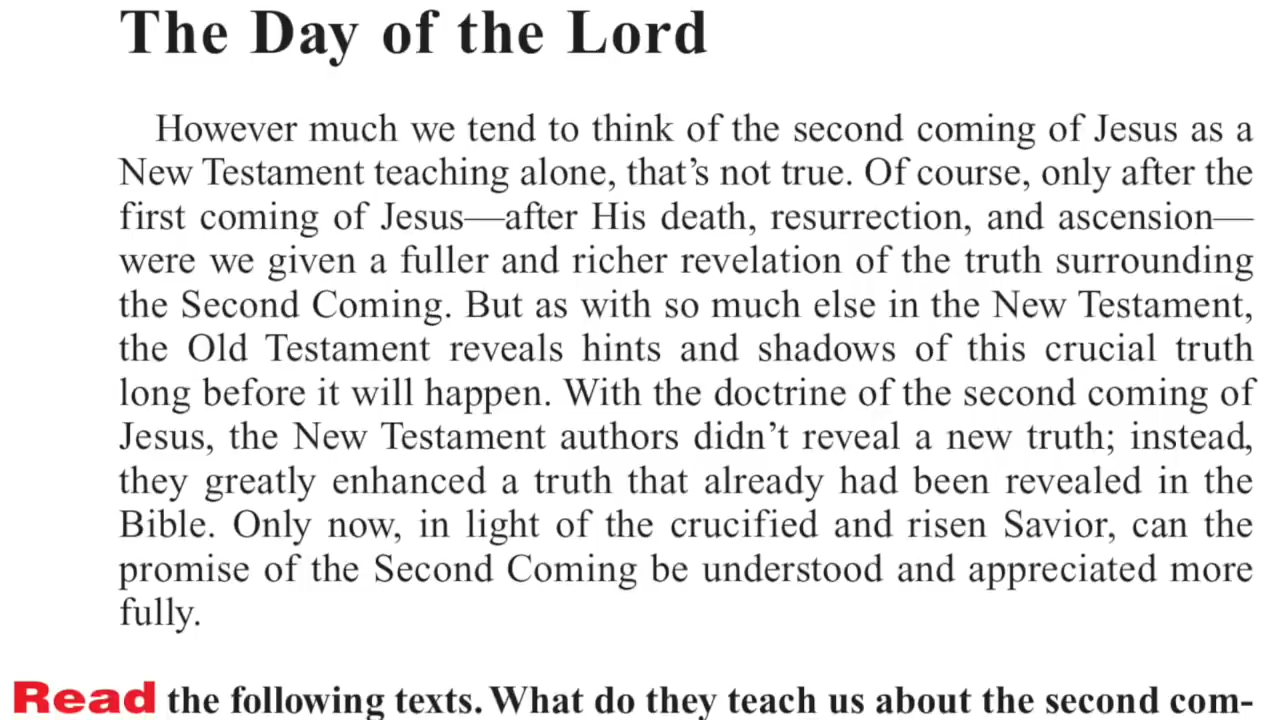 The Day of the Lord
However much we tend to think of the second coming of Jesus as a
New Testament teaching alone, that’s not true. Of course, only after the
first coming of Jesus—after His death, resurrection, and ascension—
were we given a fuller and richer revelation of the truth surrounding
the Second Coming. But as with so much else in the New Testament,
the Old Testament reveals hints and shadows of this crucial truth
long before it will happen. With the doctrine of the second coming of
Jesus, the New Testament authors didn’t reveal a new truth; instead,
they greatly enhanced a truth that already had been revealed in the
Bible. Only now, in light of the crucified and risen Savior, can the
promise of the Second Coming be understood and appreciated more
fully.
Read the following texts. What do they teach us about the second com-